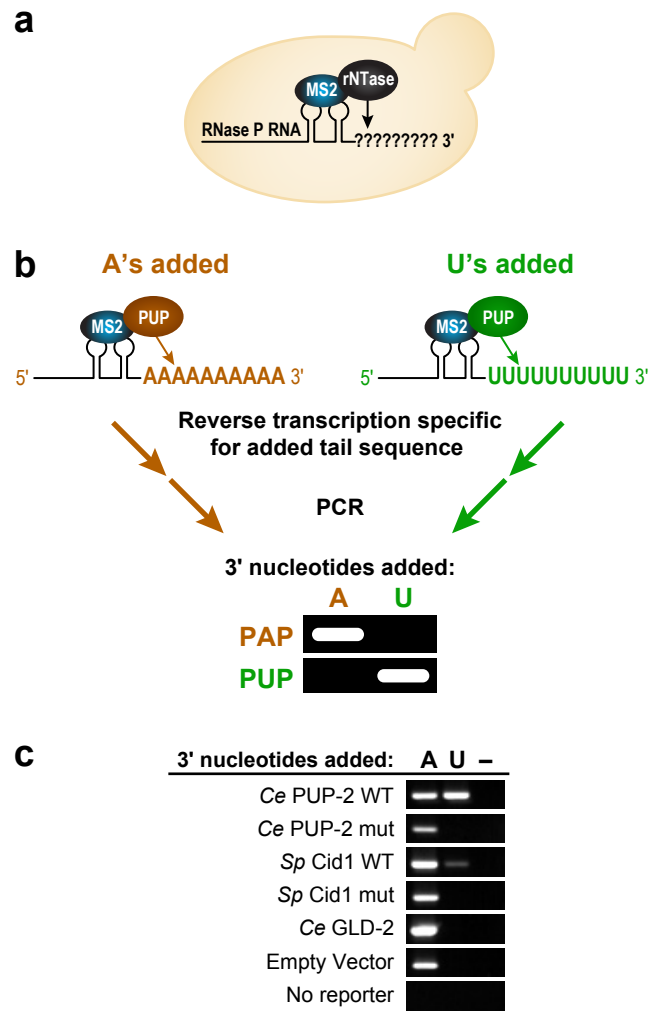 a
MS2 rNTase
RNase P RNA ????????? 3'
b
A's added U's added
MS2 PUP MS2 PUP
5' AAAAAAAAAA 3' 5' UUUUUUUUUU 3'
Reverse transcription specific
for added tail sequence
PCR
3' nucleotides added:
A U
PAP
PUP
c
3' nucleotides added: A U –
Ce PUP-2 WT
Ce PUP-2 mut
Sp Cid1 WT
Sp Cid1 mut
Ce GLD-2
Empty Vector
No reporter